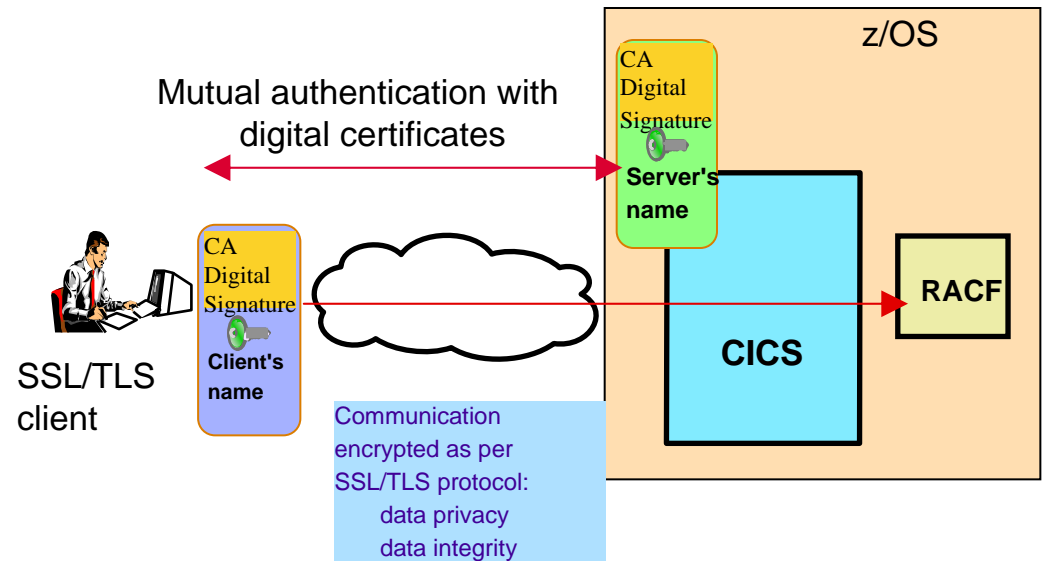 z/OS
CA
Digital
Signature
Server's
name
Mutual authentication with
digital certificates
CA
Digital
Signature
Client's
name
SSL/TLS
client
CICS
RACF
Communication
encrypted as per
SSL/TLS protocol:
data privacy
data integrity